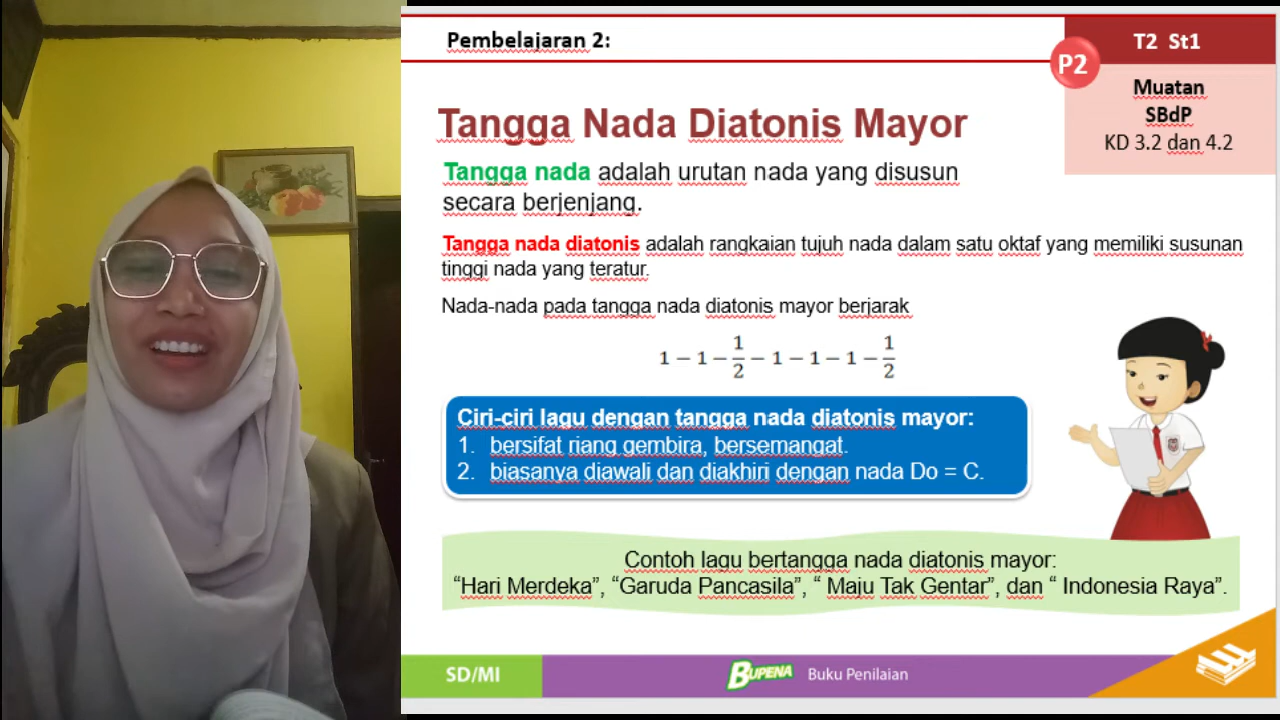 Pembelajaran 2:
T2 St1
P2
Muatan
SBdP
KD 3.2 dan 4.2
Tangga Nada Diatonis Mayor
Tangga nada adalah urutan nada yang disusun
secara berjenjang.
Tangga nada diatonis adalah rangkaian tujuh nada dalam satu oktaf yang memiliki susunan
tinggi nada yang teratur.
Nada-nada pada tangga nada diatonis mayor berjarak
1 – 1 – 1/2 – 1 – 1 – 1 – 1/2
Ciri-ciri lagu dengan tangga nada diatonis mayor:
1. bersifat riang gembira, bersemangat.
2. biasanya diawali dan diakhiri dengan nada Do = C.
Contoh lagu bertangga nada diatonis mayor:
“Hari Merdeka”, “Garuda Pancasila”, “ Maju Tak Gentar”, dan “ Indonesia Raya”.
SD/MI
BUPENA Buku Penilaian